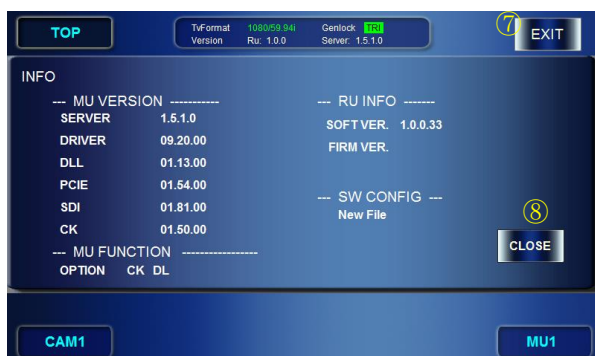 TOP
TvFormat 1080/59.94i Genlock TRI
Version Ru: 1.0.0 Server: 1.5.1.0
⑦
EXIT
INFO
--- MU VERSION -----------
SERVER 1.5.1.0
DRIVER 09.20.00
DLL 01.13.00
PCIE 01.54.00
SDI 01.81.00
CK 01.50.00
--- MU FUNCTION ----------------
OPTION CK DL
--- RU INFO -------
SOFT VER. 1.0.0.33
FIRM VER.
--- SW CONFIG ---
New File
⑧
CLOSE
CAM1
MU1